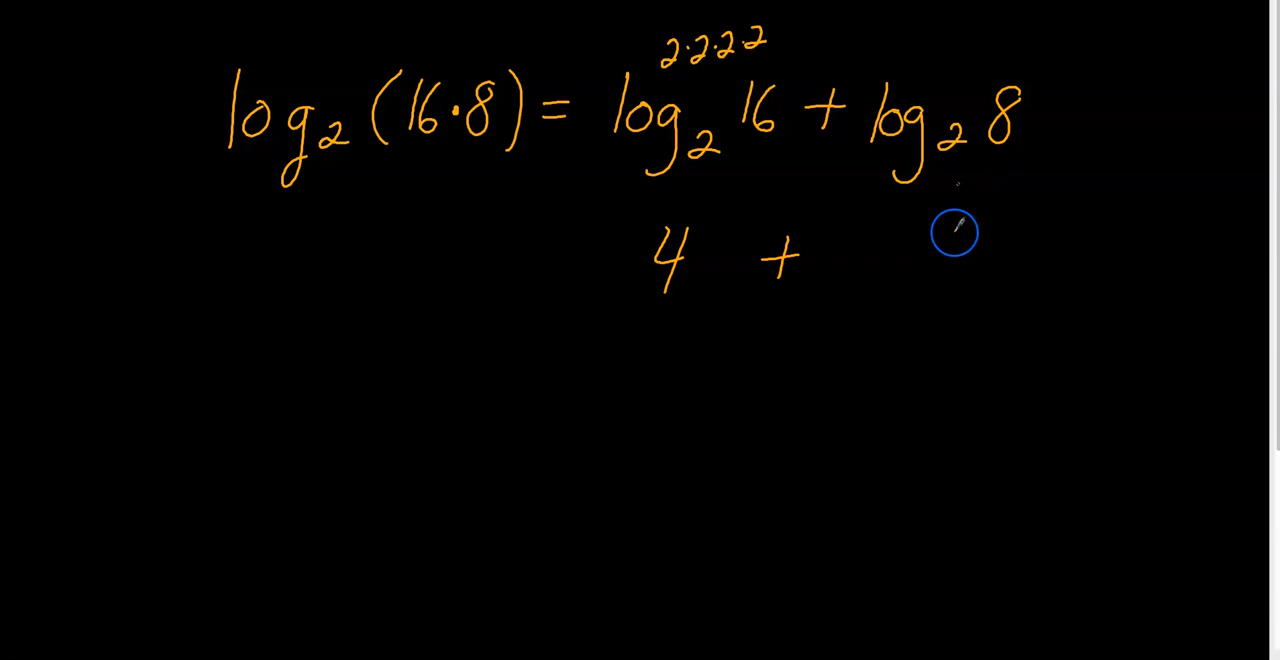 2·2·2·2
log₂(16·8) = log₂ 16 + log₂ 8
4 +